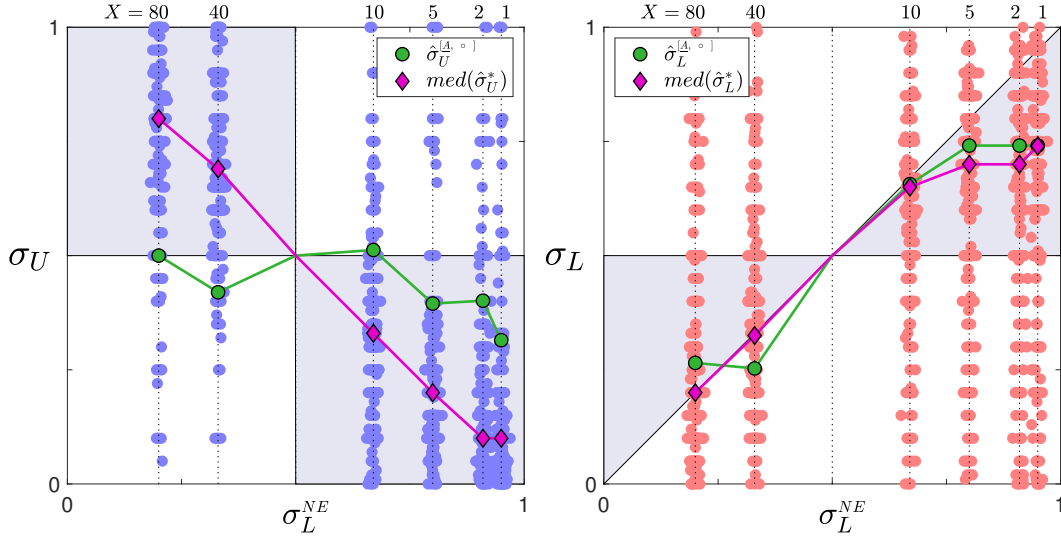 X = 80 40 10 5 2 1
1
σ̂_U^[A, ∘]
med(σ̂*_U)
σ_U
0
0 1
σ_L^NE
X = 80 40 10 5 2 1
1
σ̂_L^[A, ∘]
med(σ̂*_L)
σ_L
0
0 1
σ_L^NE